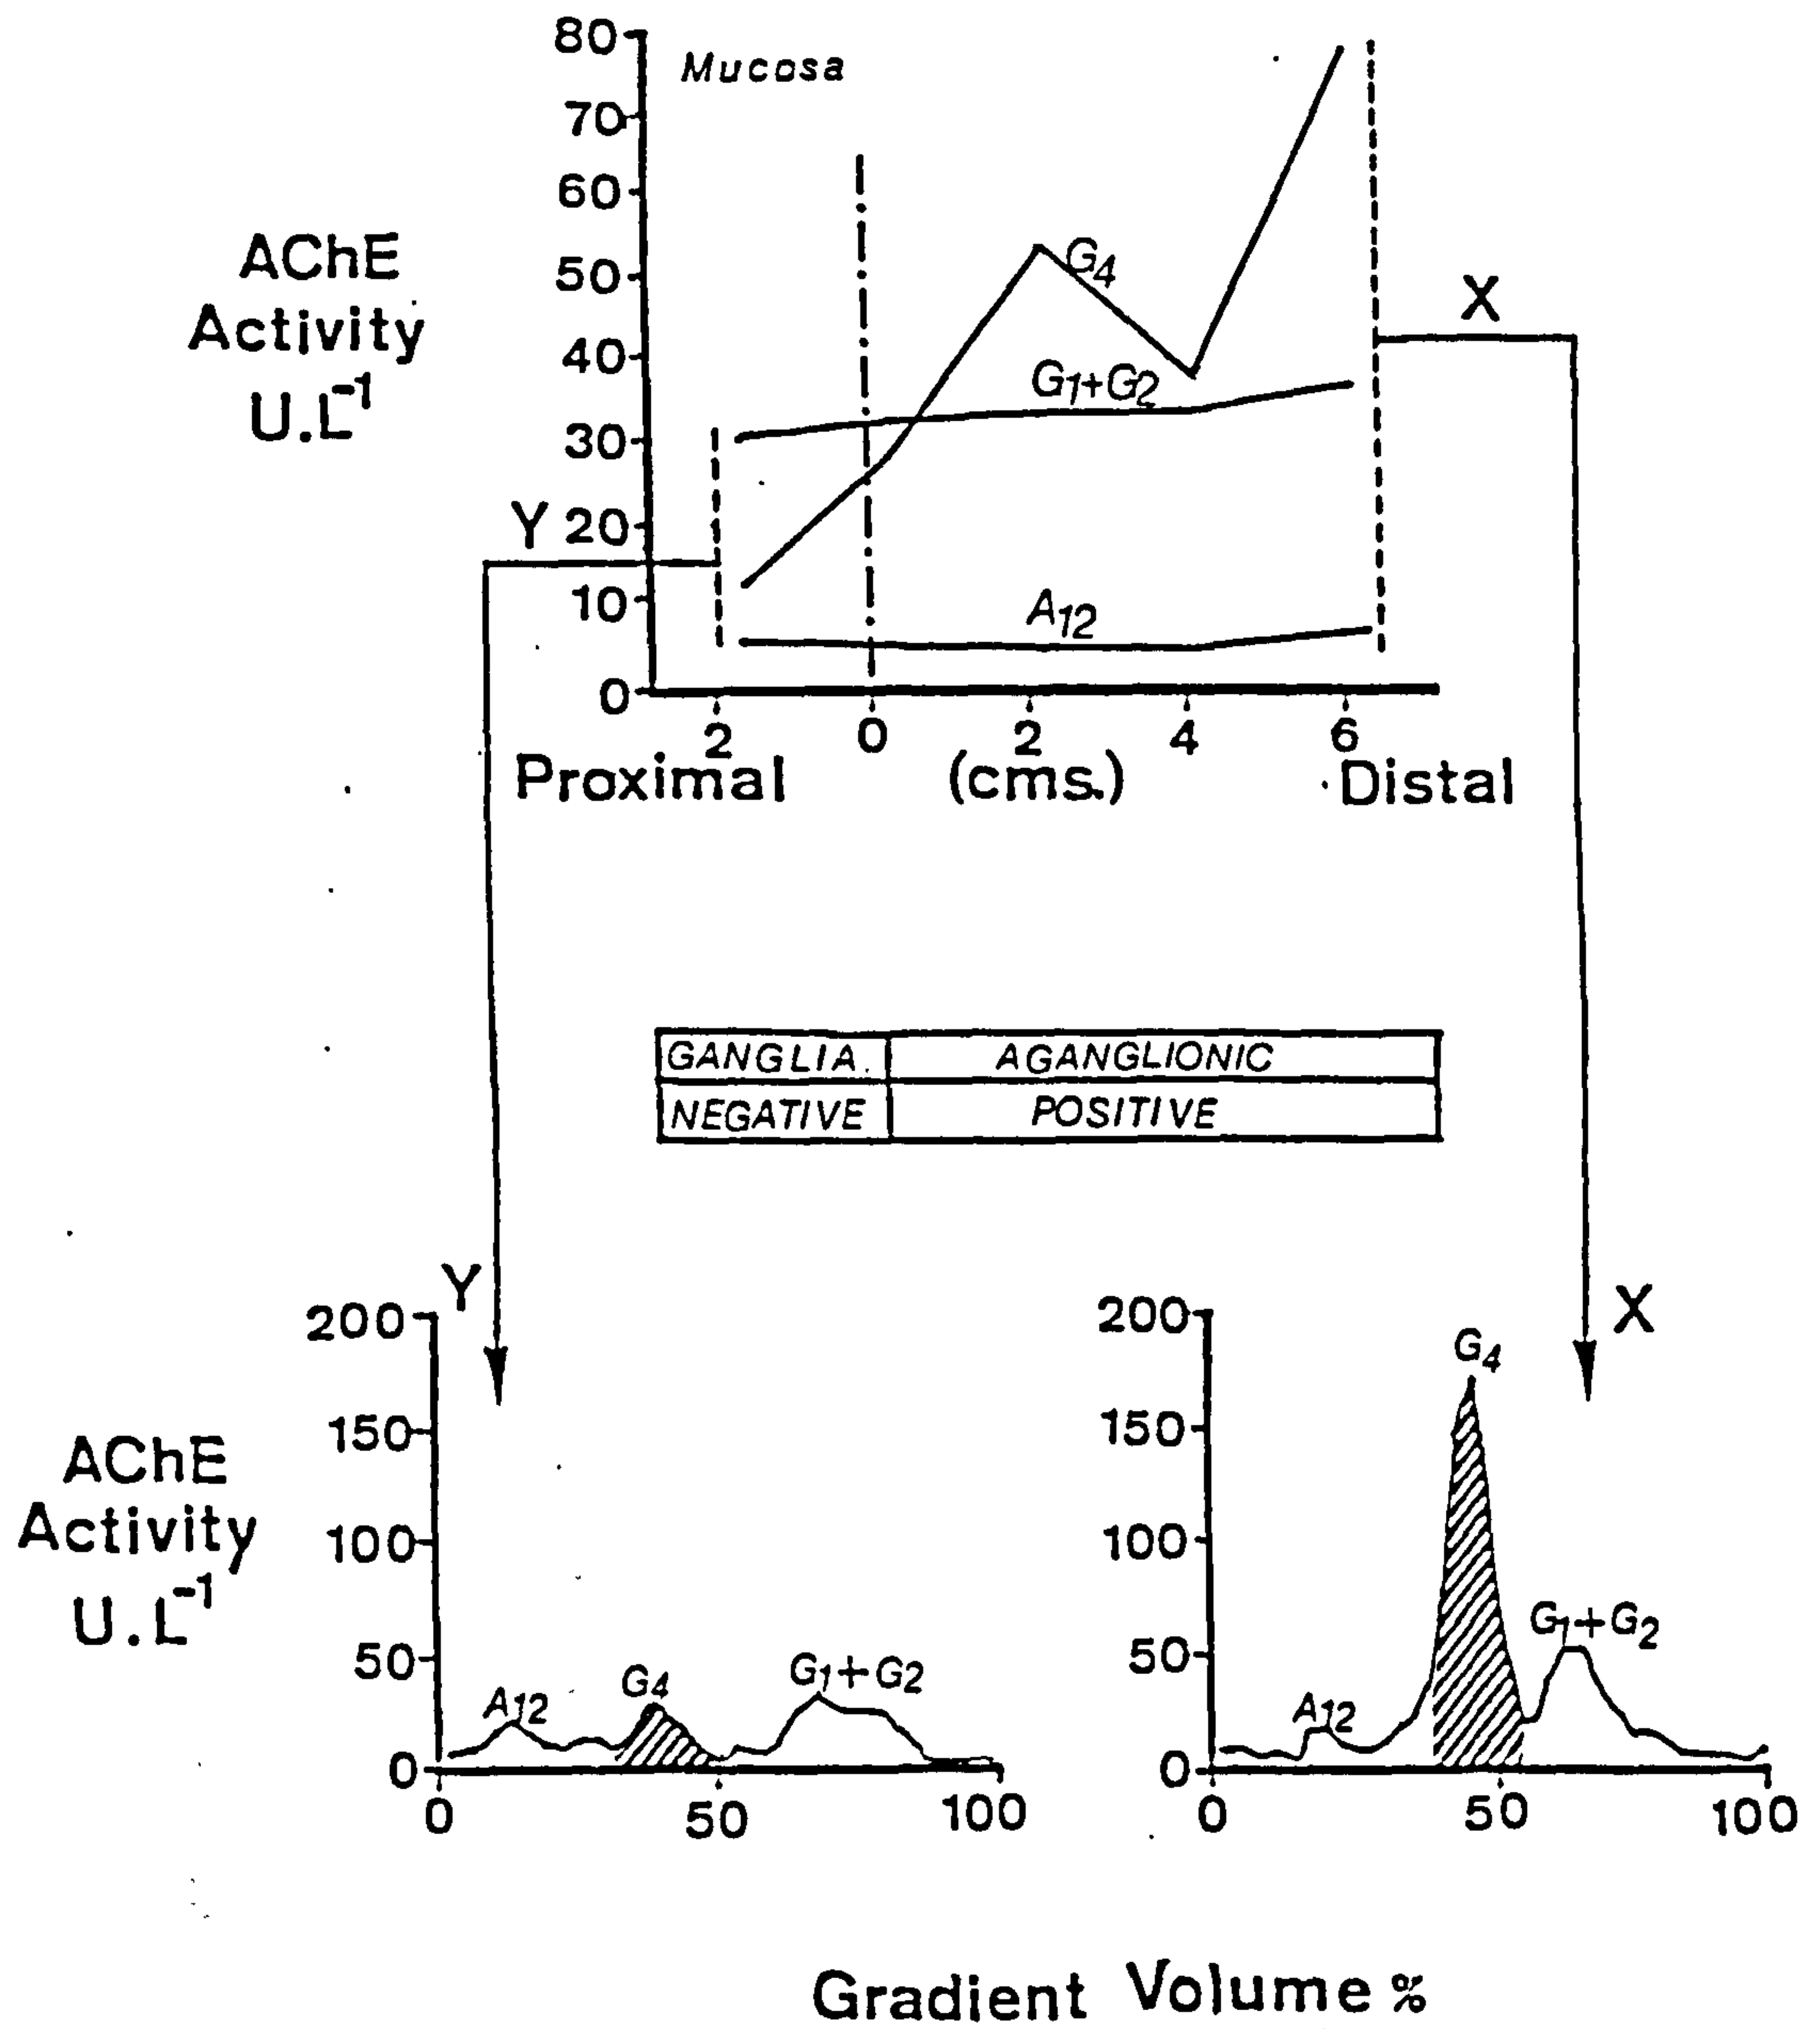 80
Mucosa
70
60
AChE
Activity
U.L⁻¹
50
G4
X
40
G1+G2
30
Y 20
10
A12
0
2 0 2 4 6
Proximal (cms.) Distal
GANGLIA AGANGLIONIC
NEGATIVE POSITIVE
Y
200
150
AChE
Activity
U.L⁻¹
100
50
A12 G4 G1+G2
0
0 50 100
X
200
G4
150
100
50
A12 G1+G2
0
0 50 100
Gradient Volume %